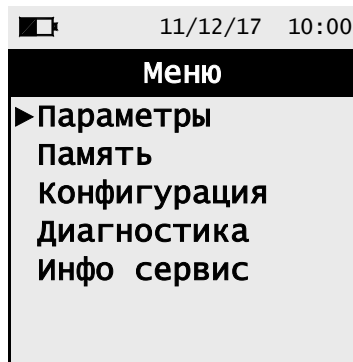 11/12/17 10:00
Меню
Параметры
Память
Конфигурация
Диагностика
Инфо сервис